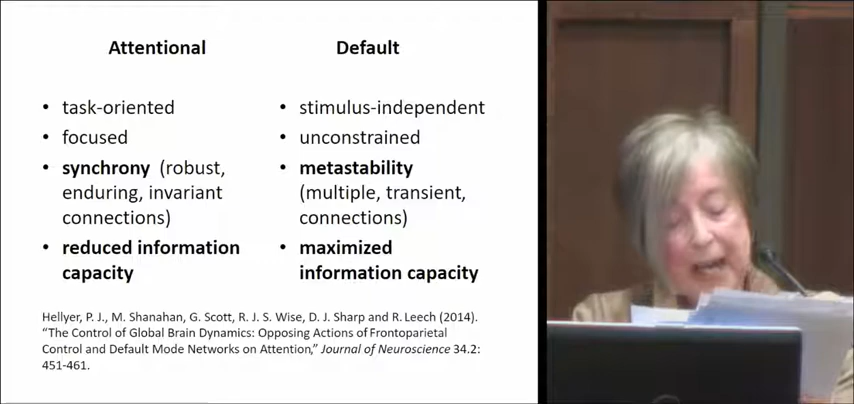 Attentional
• task-oriented
• focused
• synchrony (robust,
enduring, invariant
connections)
• reduced information
capacity
Default
• stimulus-independent
• unconstrained
• metastability
(multiple, transient,
connections)
• maximized
information capacity
Hellyer, P. J., M. Shanahan, G. Scott, R. J. S. Wise, D. J. Sharp and R. Leech (2014).
“The Control of Global Brain Dynamics: Opposing Actions of Frontoparietal
Control and Default Mode Networks on Attention,” Journal of Neuroscience 34.2:
451-461.